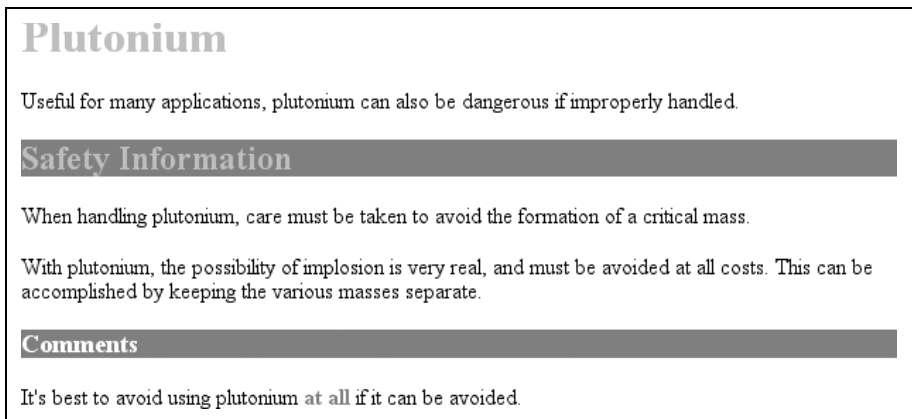 Plutonium
Useful for many applications, plutonium can also be dangerous if improperly handled.
Safety Information
When handling plutonium, care must be taken to avoid the formation of a critical mass.
With plutonium, the possibility of implosion is very real, and must be avoided at all costs. This can be
accomplished by keeping the various masses separate.
Comments
It's best to avoid using plutonium at all if it can be avoided.